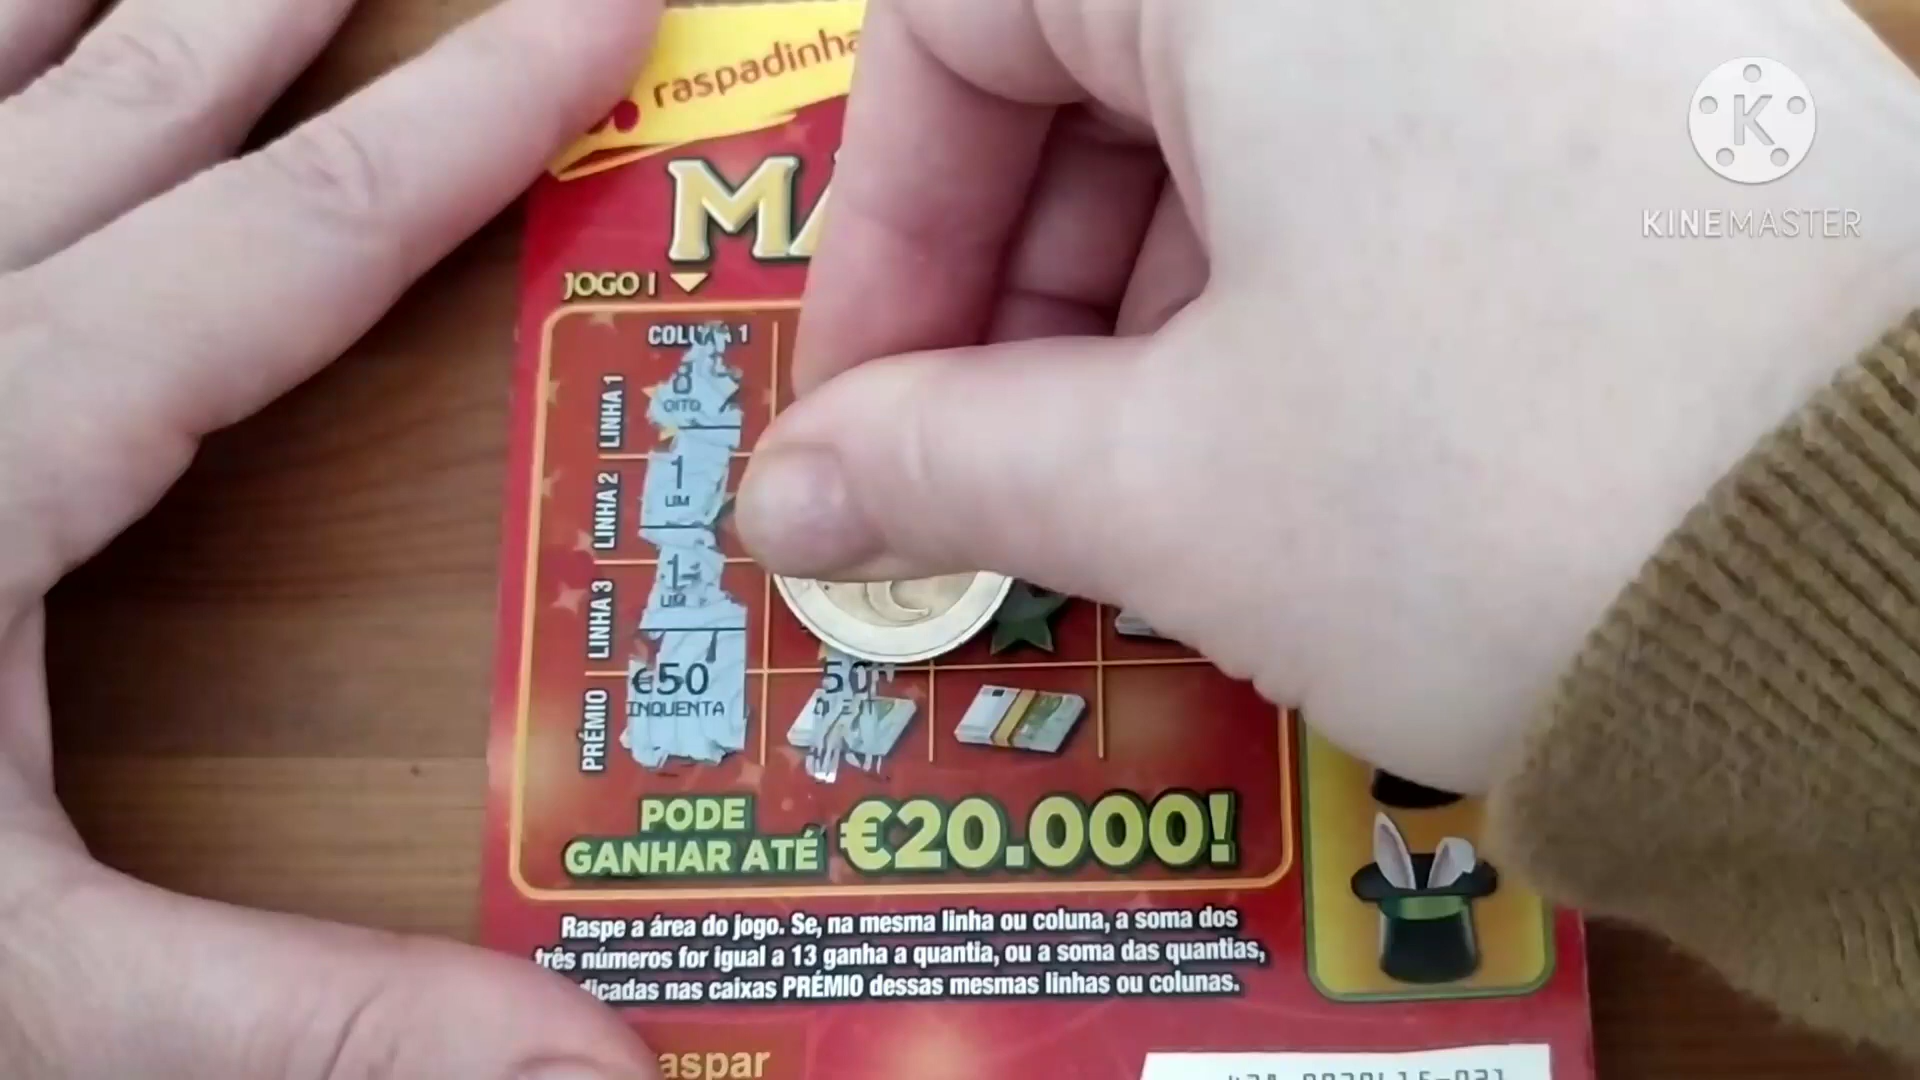 raspadinha
KINEMASTER
JOGO 1
COLUNA 1
LINHA 1
8
OITO
LINHA 2
1
UM
LINHA 3
1
UM
PRÉMIO
€50
INQUENTA
50
PODE
GANHAR ATÉ €20.000!
Raspe a área do jogo. Se, na mesma linha ou coluna, a soma dos
três números for igual a 13 ganha a quantia, ou a soma das quantias,
dicadas nas caixas PRÉMIO dessas mesmas linhas ou colunas.
aspar